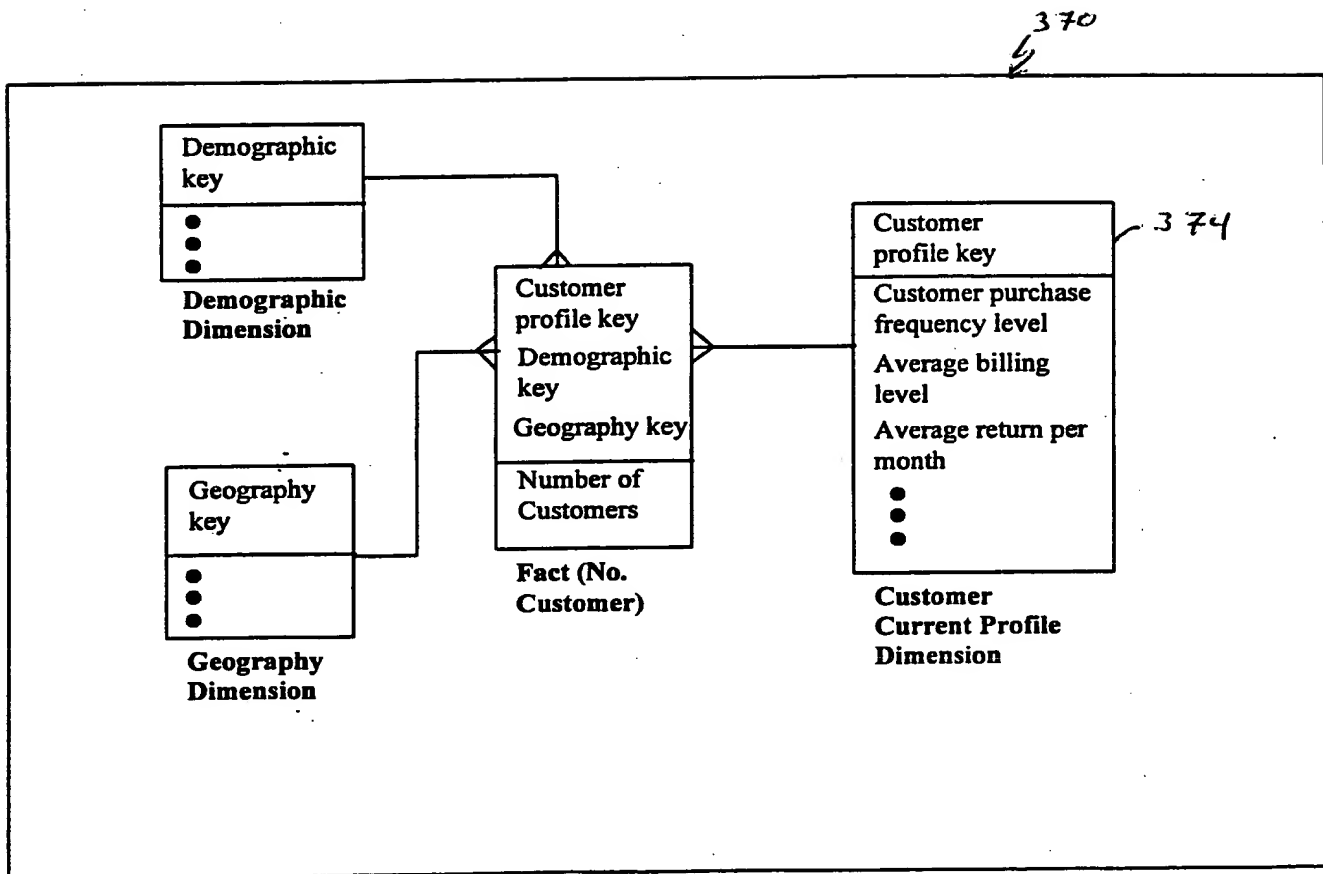 370
Demographic
key
Demographic
Dimension
Geography
key
Geography
Dimension
Customer
profile key
Demographic
key
Geography key
Number of
Customers
Fact (No.
Customer)
Customer
profile key
374
Customer purchase
frequency level
Average billing
level
Average return per
month
Customer
Current Profile
Dimension